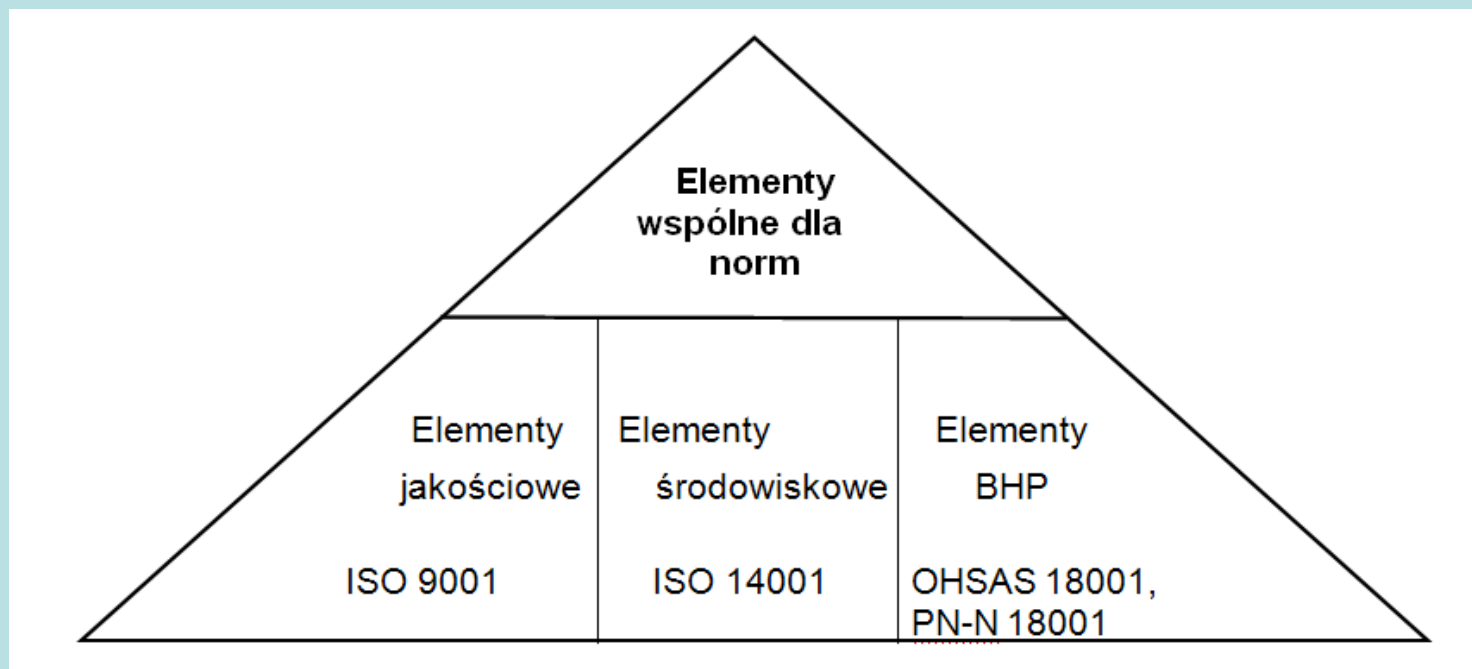 Elementy
wspólne dla
norm
Elementy
jakościowe
ISO 9001
Elementy
środowiskowe
ISO 14001
Elementy
BHP
OHSAS 18001,
PN-N 18001